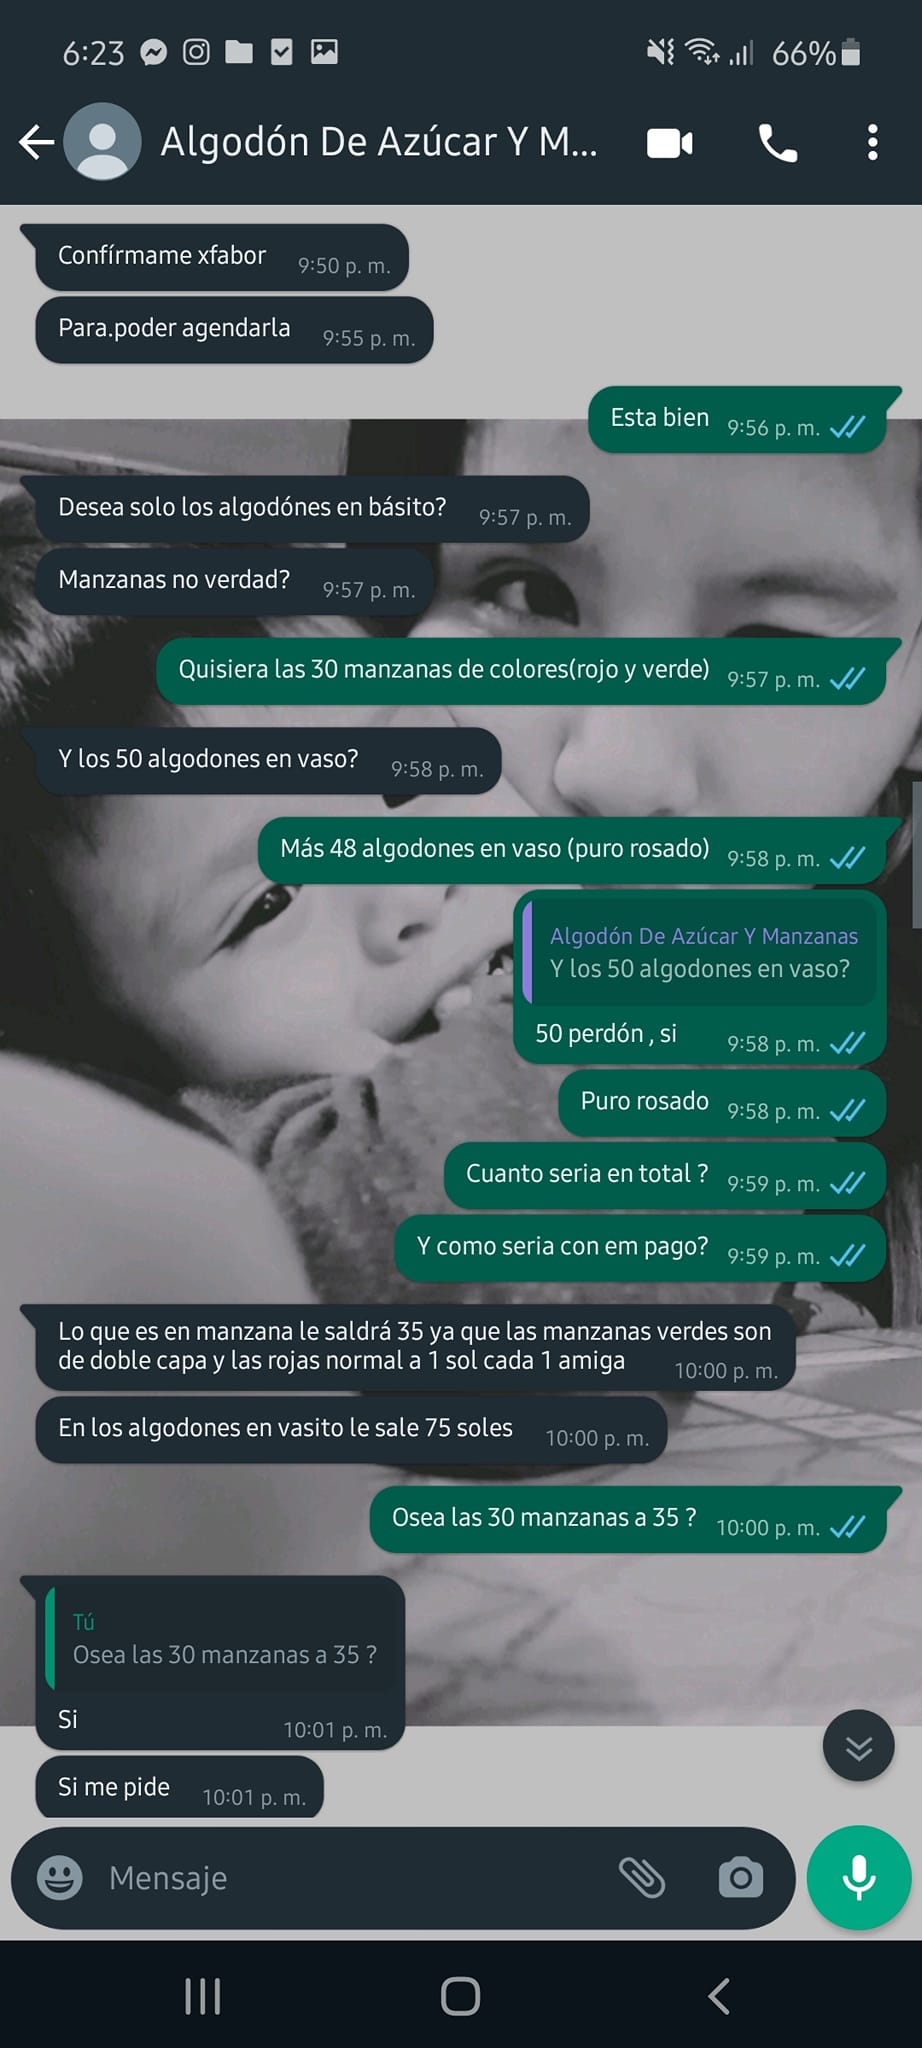 6:23 66%
Algodón De Azúcar Y M...
Confírmame xfabor 9:50 p. m.
Para.poder agendarla 9:55 p. m.
Esta bien 9:56 p. m.
Desea solo los algodónes en básito? 9:57 p. m.
Manzanas no verdad? 9:57 p. m.
Quisiera las 30 manzanas de colores(rojo y verde) 9:57 p. m.
Y los 50 algodones en vaso? 9:58 p. m.
Más 48 algodones en vaso (puro rosado) 9:58 p. m.
Algodón De Azúcar Y Manzanas
Y los 50 algodones en vaso?
50 perdón , si 9:58 p. m.
Puro rosado 9:58 p. m.
Cuanto seria en total ? 9:59 p. m.
Y como seria con em pago? 9:59 p. m.
Lo que es en manzana le saldrá 35 ya que las manzanas verdes son
de doble capa y las rojas normal a 1 sol cada 1 amiga 10:00 p. m.
En los algodones en vasito le sale 75 soles 10:00 p. m.
Osea las 30 manzanas a 35 ? 10:00 p. m.
Tú
Osea las 30 manzanas a 35 ?
Si 10:01 p. m.
Si me pide 10:01 p. m.
Mensaje